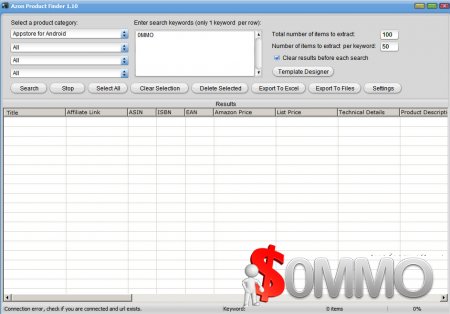 Azon Product Finder 1.10
Select a product category:
Enter search keywords (only 1 keyword per row):
Appstore for Android
All
All
All
0MMO
Total number of items to extract: 100
Number of items to extract per keyword: 50
Clear results before each search
Template Designer
Search Stop Select All Clear Selection Delete Selected Export To Excel Export To Files Settings
Results
Title Affiliate Link ASIN ISBN EAN Amazon Price List Price Technical Details Product Descripti
$0MMO
Connection error, check if you are connected and url exists. Keyword: 0 items 0%